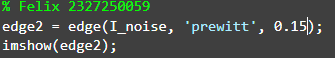 % Felix 2327250059
edge2 = edge(I_noise, 'prewitt', 0.15);
imshow(edge2);